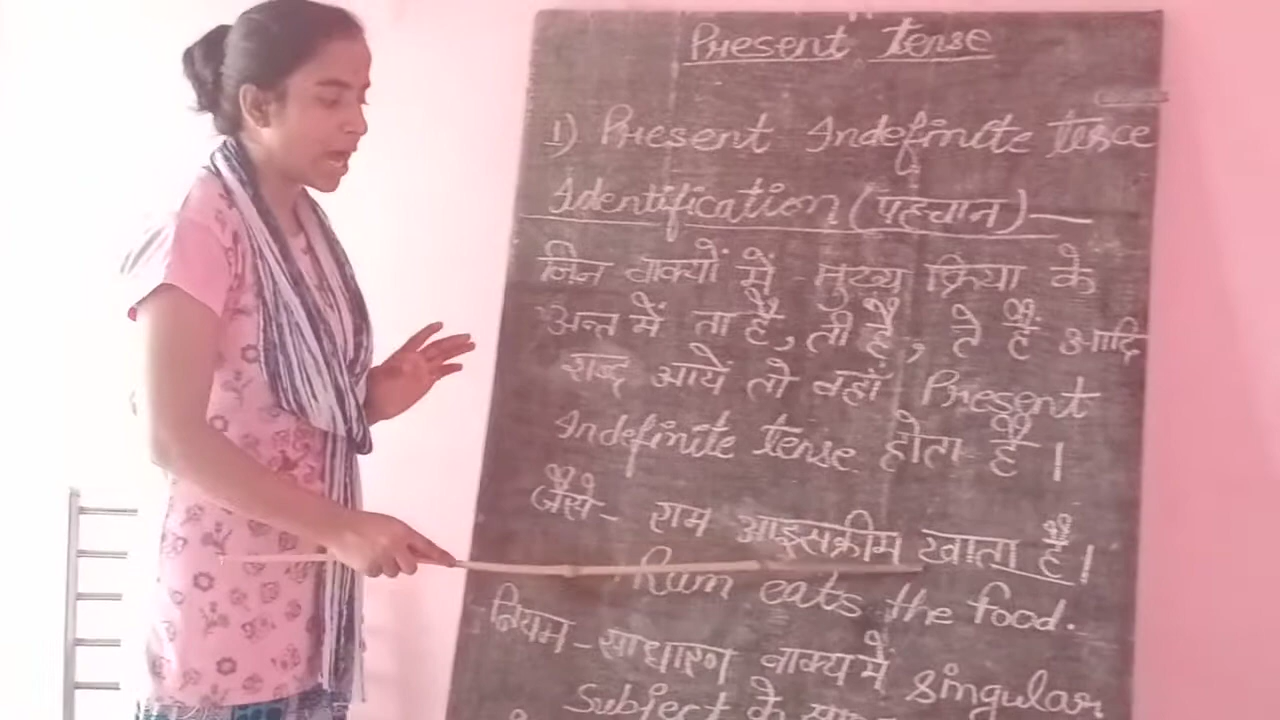 Present Tense
1) Present Indefinite tesce
Identification (पहचान) —
जिन वाक्यों में मुख्य क्रिया के
अन्त में ता है, ती है, ते हैं आदि
शब्द आयें तो वहाँ Present
Indefinite tense होता है।
जैसे- राम आइसक्रीम खाता है।
Ram eats the food.
नियम - साधारण वाक्य में singular
Subject के साथ